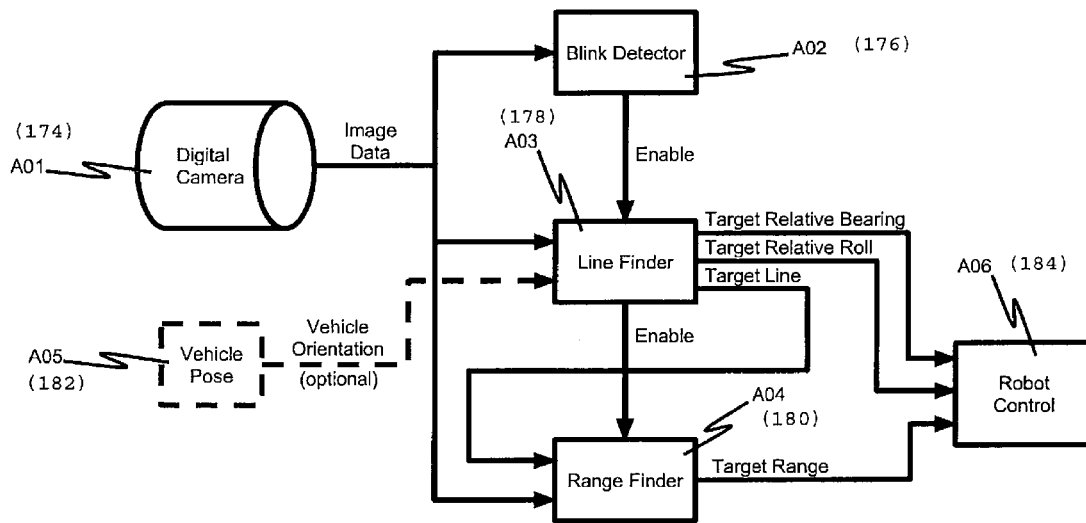 Blink Detector
A02 (176)
(174)
A01
Digital
Camera
Image
Data
(178)
A03
Enable
Target Relative Bearing
Target Relative Roll
Target Line
Line Finder
A06 (184)
A05
(182)
Vehicle
Pose
Vehicle
Orientation
(optional)
Enable
A04
(180)
Robot
Control
Range Finder
Target Range